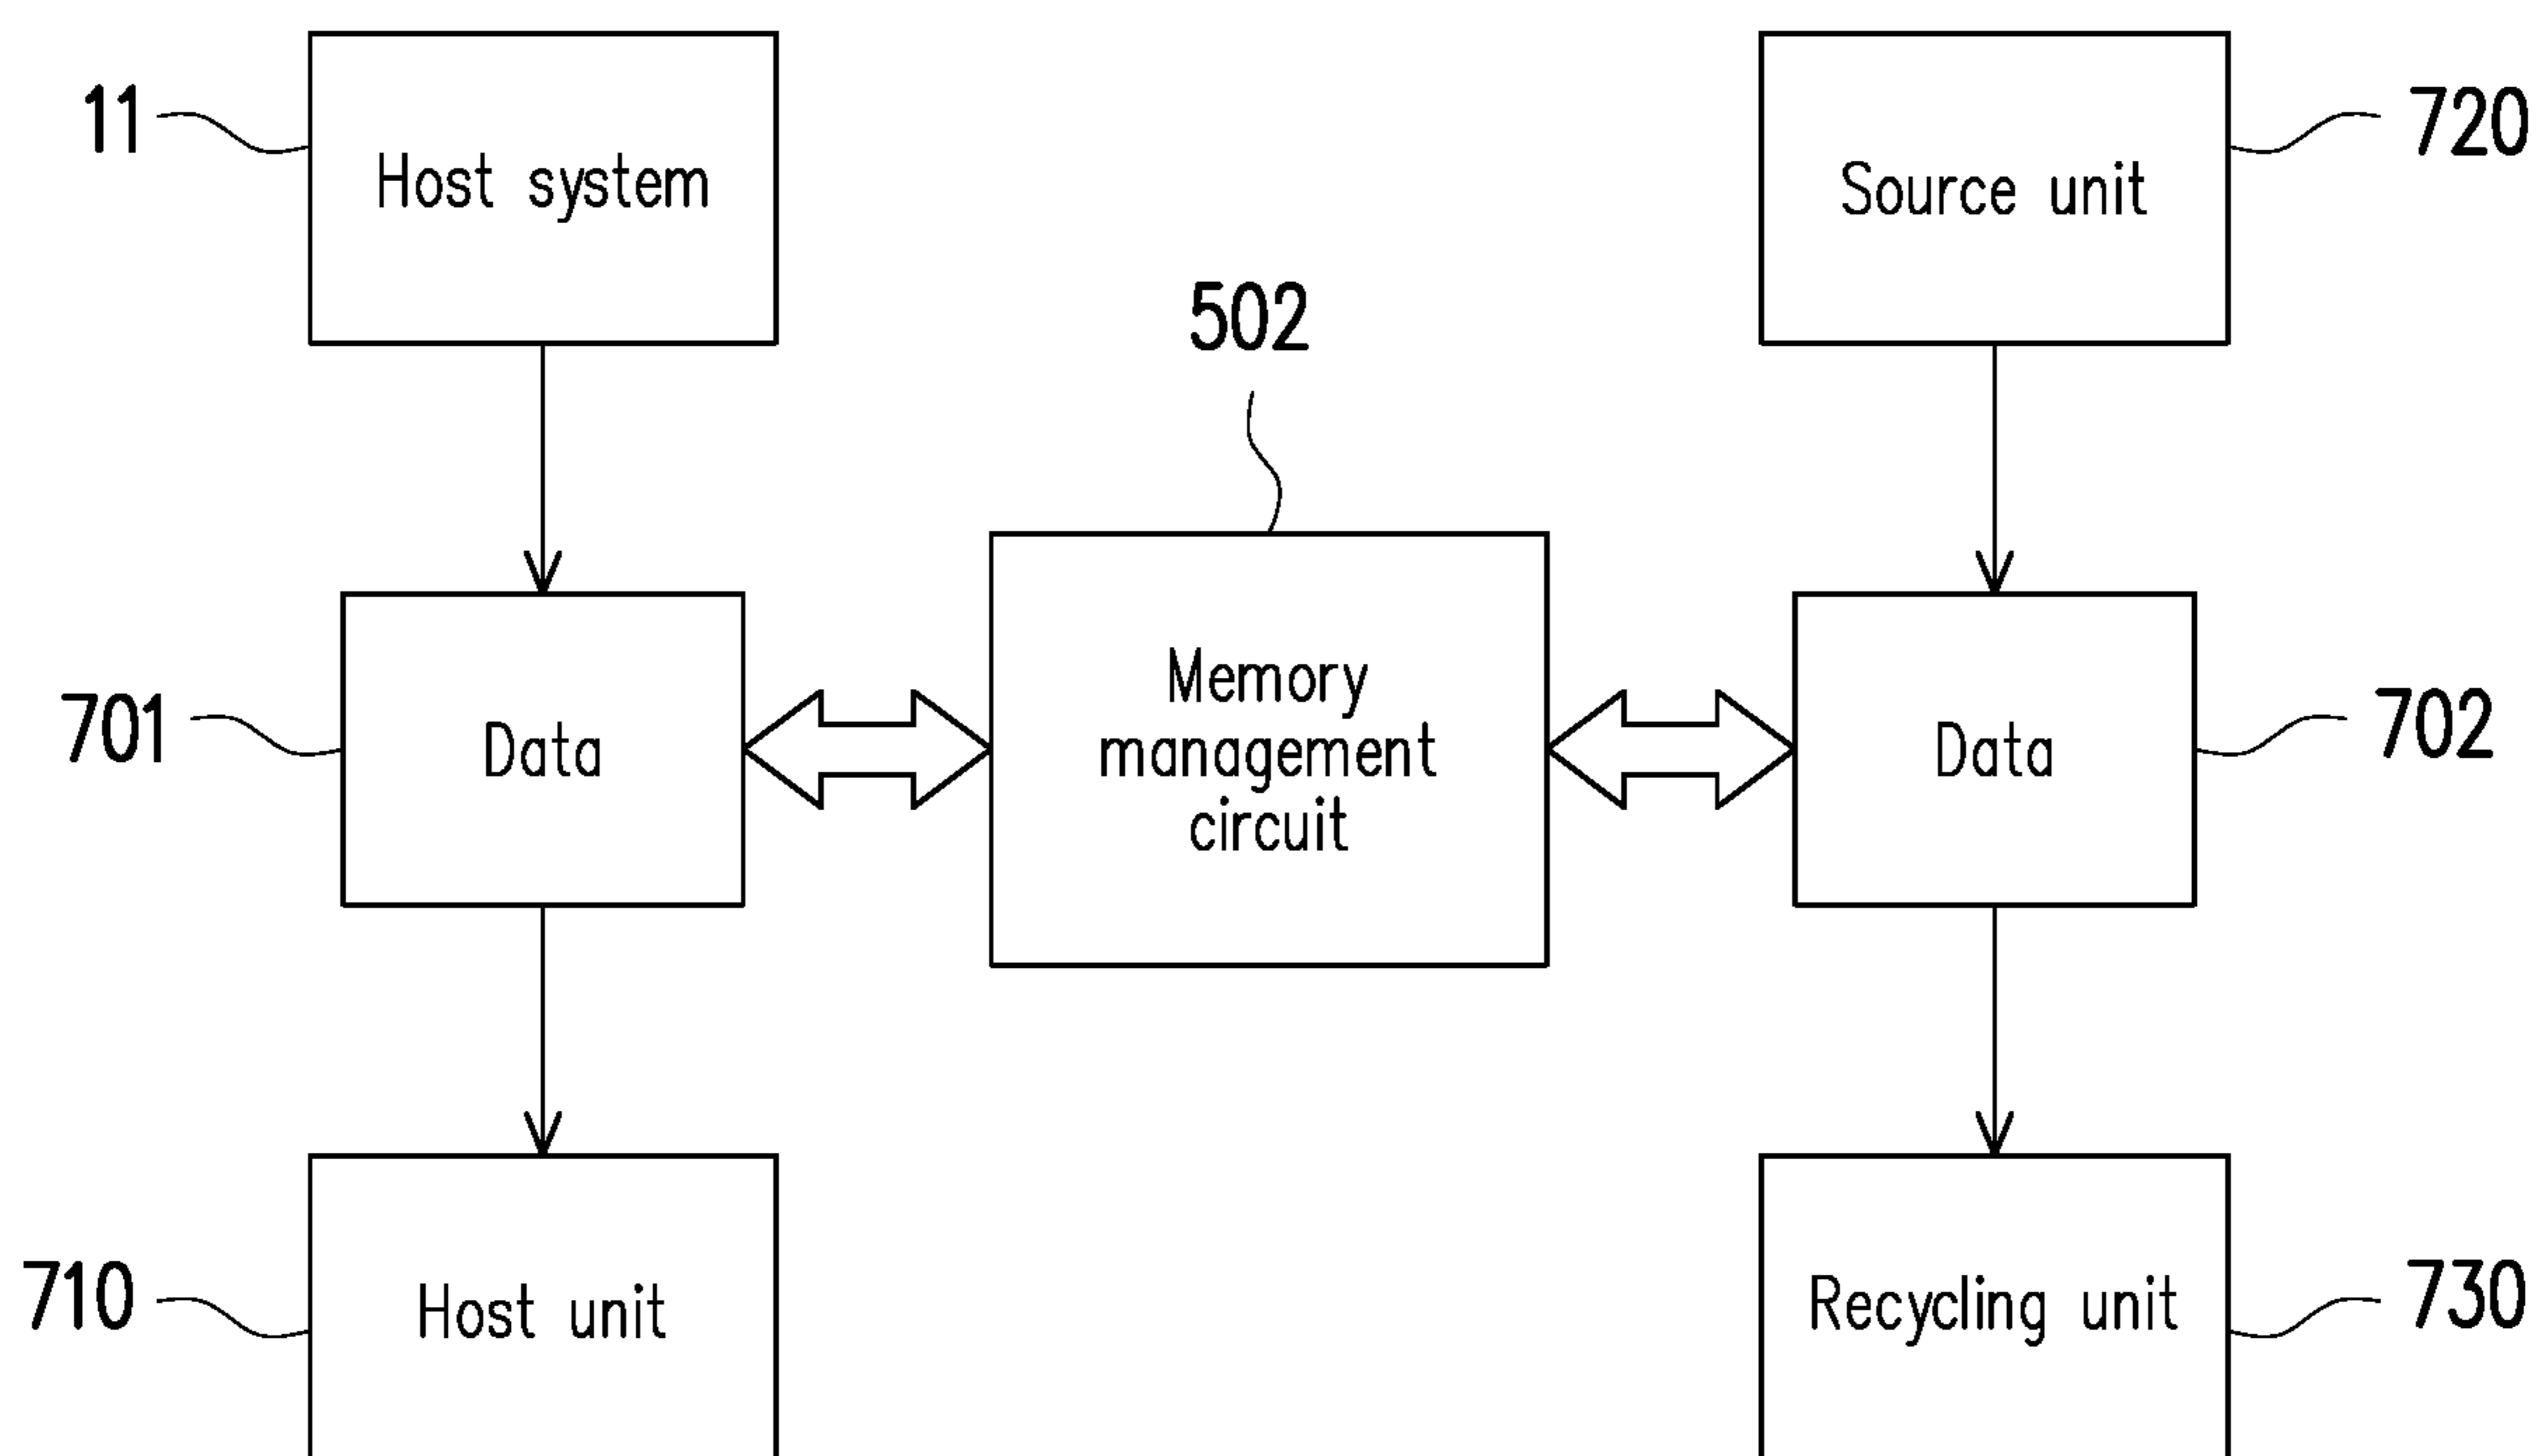 11
Host system
Source unit
720
502
701
Data
Memory
management
circuit
Data
702
710
Host unit
Recycling unit
730